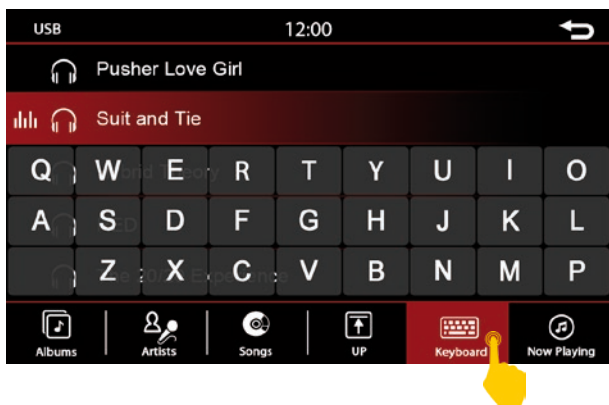 USB 12:00
Pusher Love Girl
Suit and Tie
Q W E R T Y U I O
A S D F G H J K L
Z X C V B N M P
Albums Artists Songs UP Keyboard Now Playing